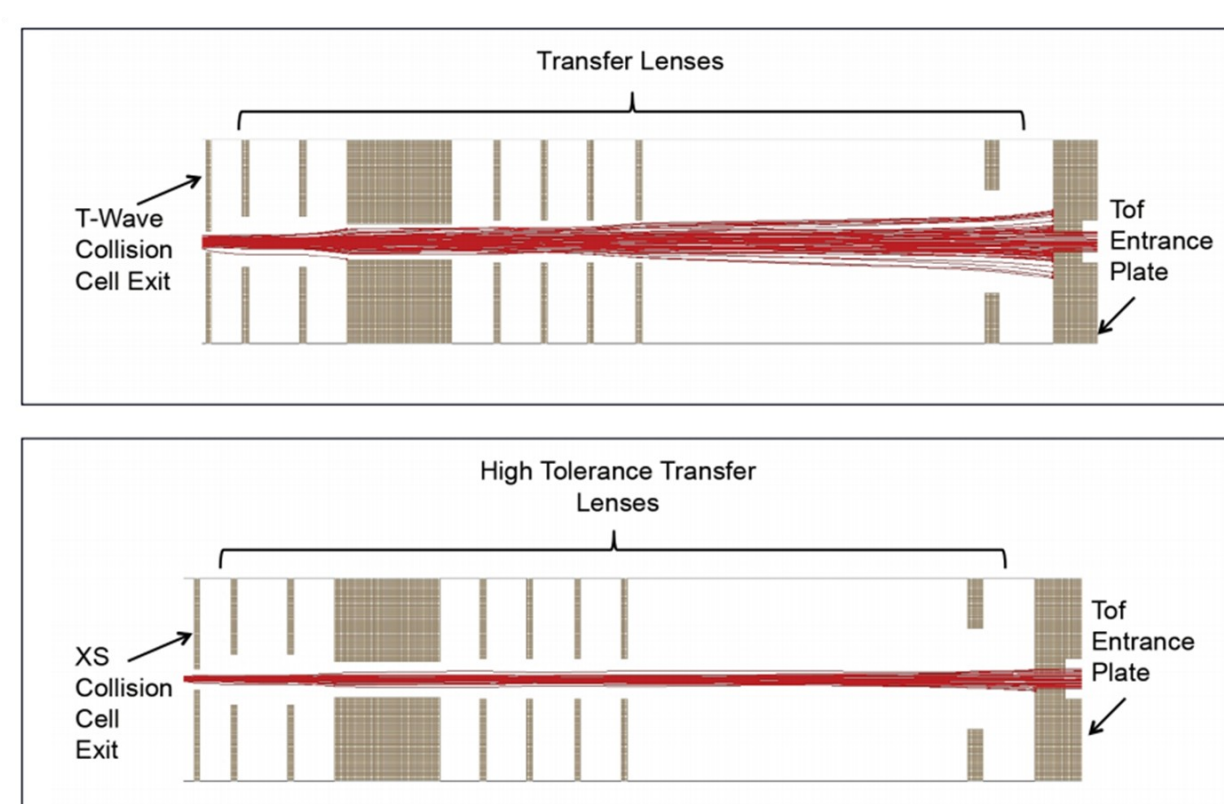 Transfer Lenses
T-Wave
Collision
Cell Exit
Tof
Entrance
Plate
High Tolerance Transfer
Lenses
XS
Collision
Cell
Exit
Tof
Entrance
Plate